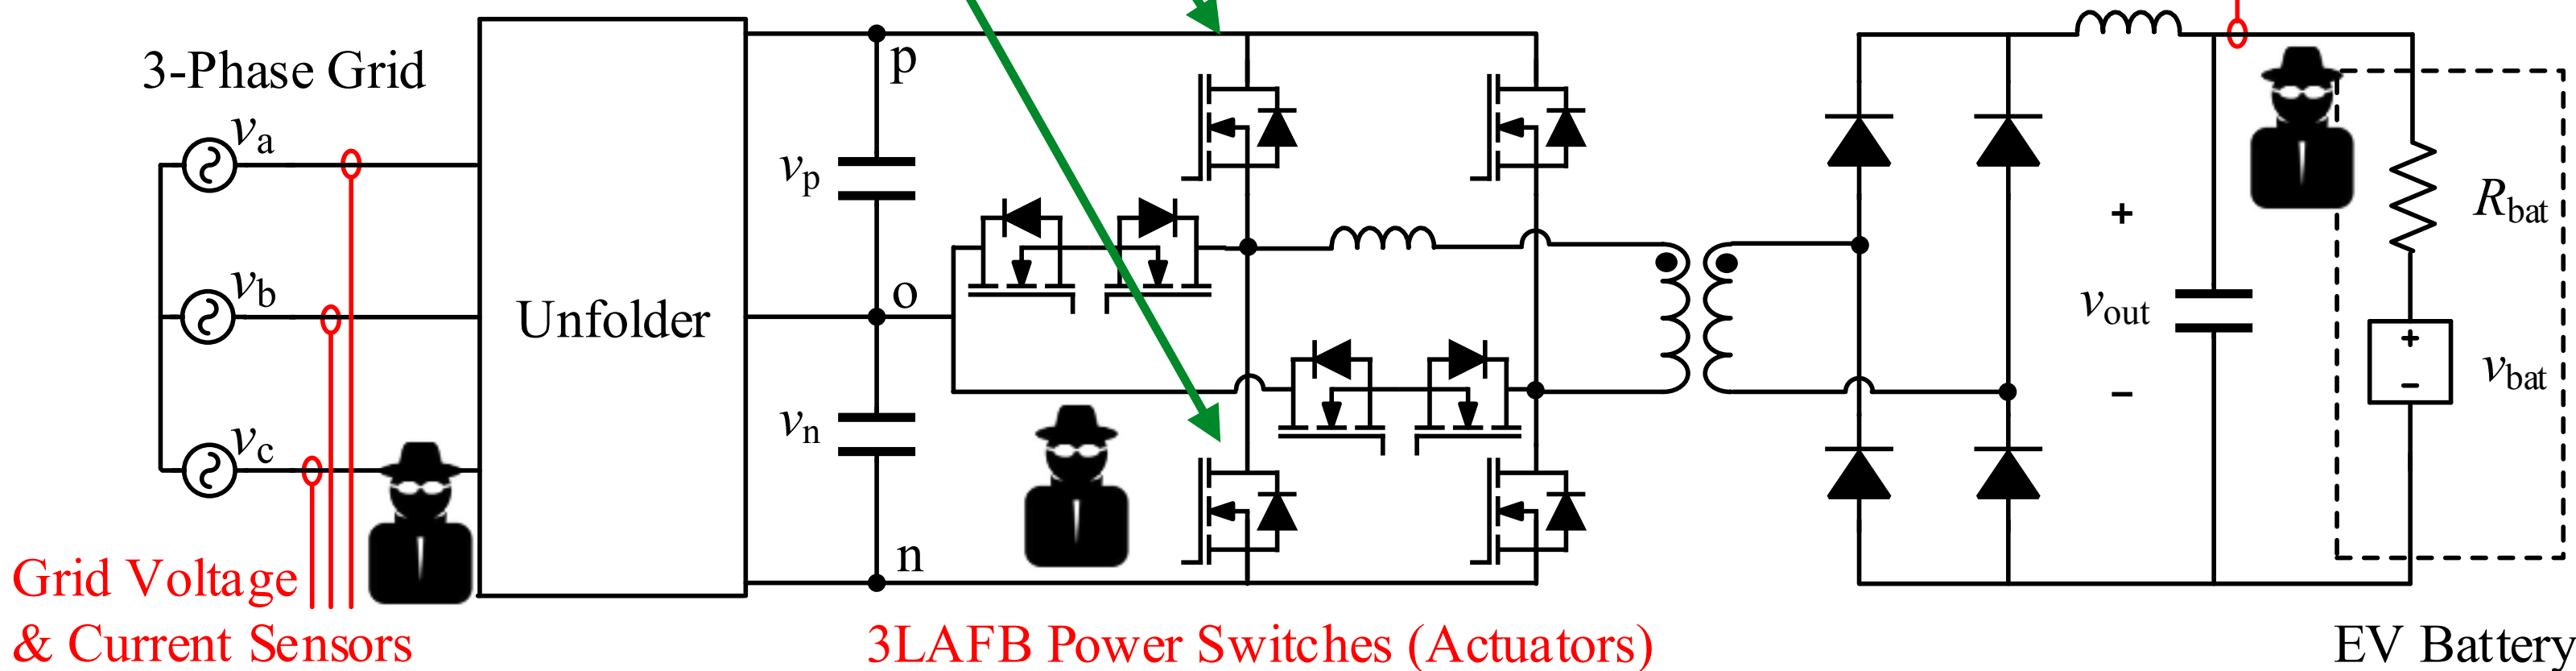 3-Phase Grid
va
vb
vc
Grid Voltage
& Current Sensors
Unfolder
p
vp
o
vn
n
3LAFB Power Switches (Actuators)
+
vout
−
Rbat
+
−
vbat
EV Battery